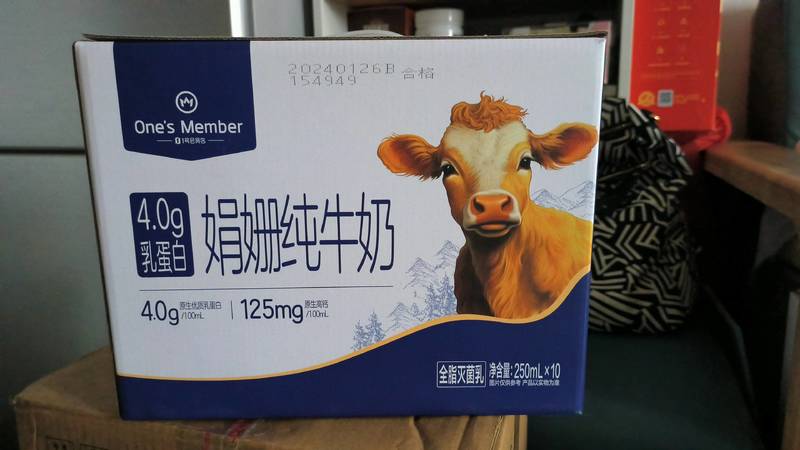 20240126B 合格
154949
One's Member
1号会员店
4.0g
乳蛋白
娟姗纯牛奶
4.0g 原生优质乳蛋白 /100mL
125mg 原生高钙 /100mL
全脂灭菌乳 净含量: 250mL×10
图片仅供参考 产品以实物为准